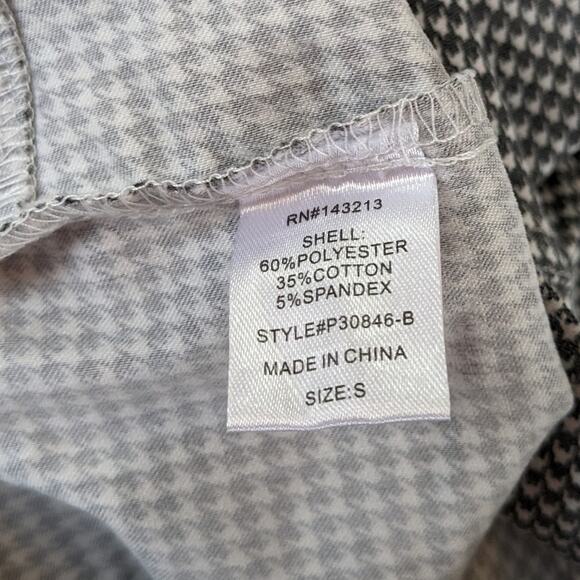 RN#143213
SHELL:
60%POLYESTER
35%COTTON
5%SPANDEX
STYLE#P30846-B
MADE IN CHINA
SIZE:S